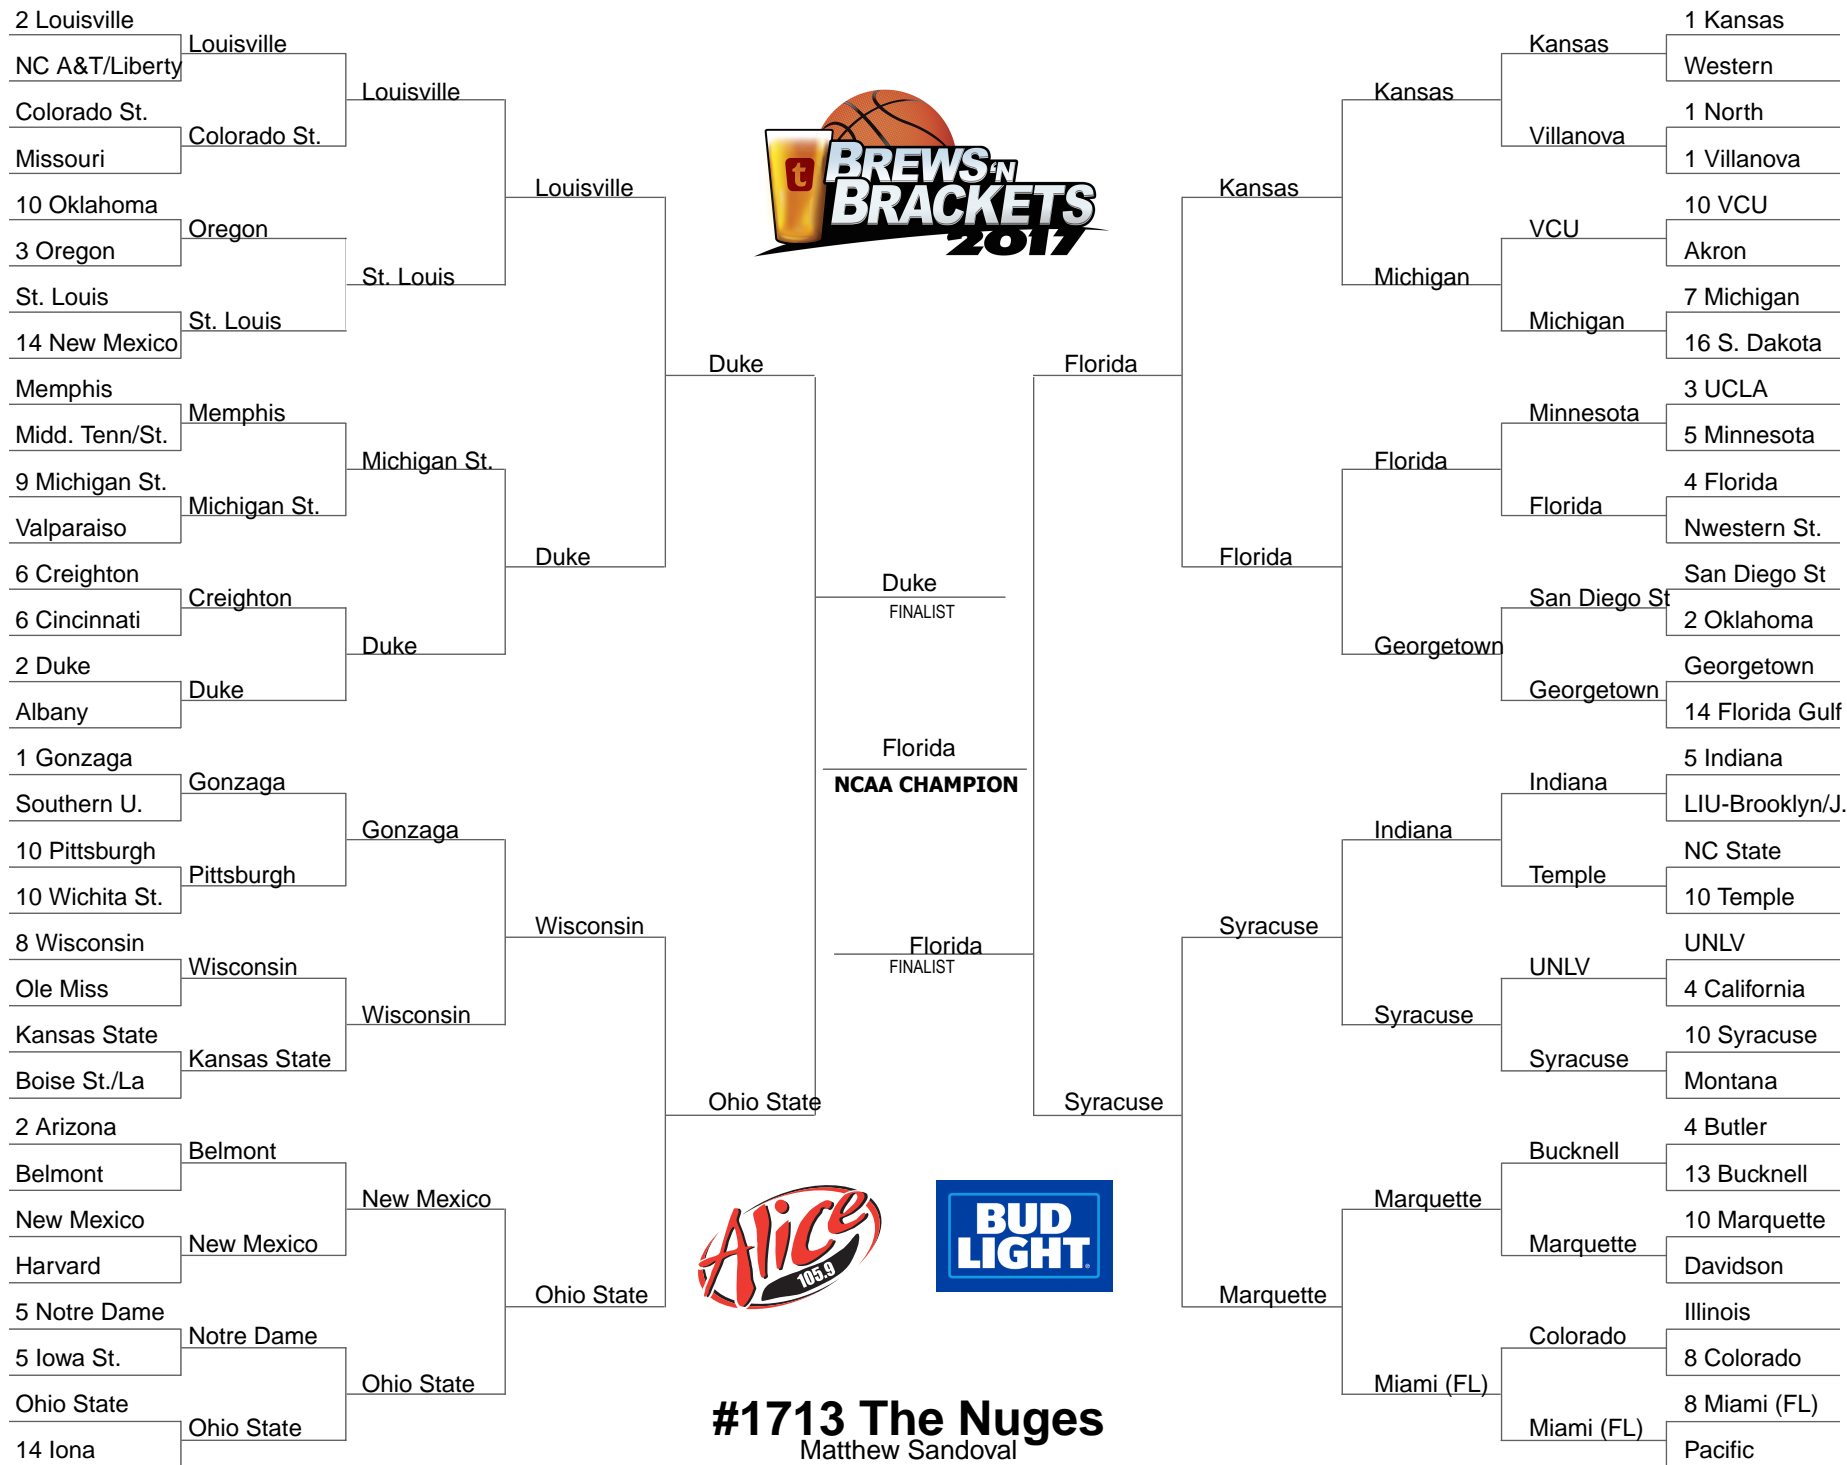 2 Louisville
NC A&T/Liberty
Colorado St.
Missouri
10 Oklahoma
3 Oregon
St. Louis
14 New Mexico
Memphis
Midd. Tenn/St.
9 Michigan St.
Valparaiso
6 Creighton
6 Cincinnati
2 Duke
Albany
1 Gonzaga
Southern U.
10 Pittsburgh
10 Wichita St.
8 Wisconsin
Ole Miss
Kansas State
Boise St./La
2 Arizona
Belmont
New Mexico
Harvard
5 Notre Dame
5 Iowa St.
Ohio State
14 Iona
Louisville
Colorado St.
Oregon
St. Louis
Memphis
Michigan St.
Creighton
Duke
Gonzaga
Pittsburgh
Wisconsin
Kansas State
Belmont
New Mexico
Notre Dame
Ohio State
Louisville
St. Louis
Michigan St.
Duke
Gonzaga
Wisconsin
New Mexico
Ohio State
Louisville
Duke
Wisconsin
Ohio State
Duke
Ohio State
t
BREWS 'N
BRACKETS
2017
Duke
FINALIST
Florida
NCAA CHAMPION
Florida
FINALIST
Alice
105.9
BUD
LIGHT
#1713 The Nuges
Matthew Sandoval
Florida
Syracuse
Kansas
Florida
Syracuse
Marquette
Kansas
Michigan
Florida
Georgetown
Indiana
Syracuse
Marquette
Miami (FL)
Kansas
Villanova
VCU
Michigan
Minnesota
Florida
San Diego St
Georgetown
Indiana
Temple
UNLV
Syracuse
Bucknell
Marquette
Colorado
Miami (FL)
1 Kansas
Western
1 North
1 Villanova
10 VCU
Akron
7 Michigan
16 S. Dakota
3 UCLA
5 Minnesota
4 Florida
Nwestern St.
San Diego St
2 Oklahoma
Georgetown
14 Florida Gulf
5 Indiana
LIU-Brooklyn/J.
NC State
10 Temple
UNLV
4 California
10 Syracuse
Montana
4 Butler
13 Bucknell
10 Marquette
Davidson
Illinois
8 Colorado
8 Miami (FL)
Pacific